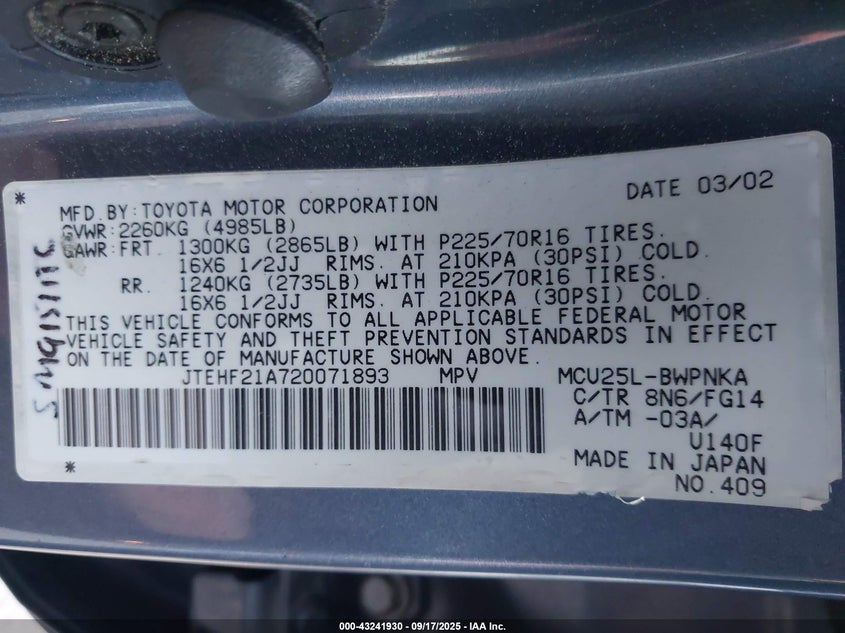 DATE 03/02
MFD.BY:TOYOTA MOTOR CORPORATION
GVWR:2260KG (4985LB)
GAWR:FRT. 1300KG (2865LB) WITH P225/70R16 TIRES.
16X6 1/2JJ RIMS. AT 210KPA (30PSI) COLD.
RR. 1240KG (2735LB) WITH P225/70R16 TIRES.
16X6 1/2JJ RIMS. AT 210KPA (30PSI) COLD.
THIS VEHICLE CONFORMS TO ALL APPLICABLE FEDERAL MOTOR
VEHICLE SAFETY AND THEFT PREVENTION STANDARDS IN EFFECT
ON THE DATE OF MANUFACTURE SHOWN ABOVE.
JTEHF21A720071893 MPV MCU25L-BWPNKA
C/TR 8N6/FG14
A/TM -03A/
U140F
MADE IN JAPAN
NO.409
000-43241930 - 09/17/2025 - IAA Inc.